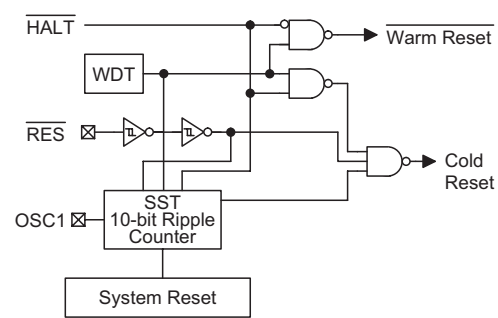 HALT
Warm Reset
WDT
RES
Cold
Reset
SST
OSC1
10-bit Ripple
Counter
System Reset